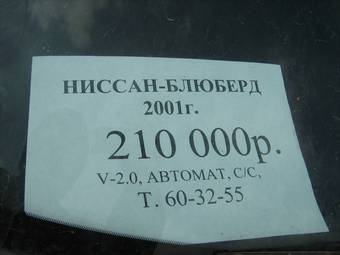 НИССАН-БЛЮБЕРД
2001г.
210 000р.
V-2.0, АВТОМАТ, С/С,
Т. 60-32-55